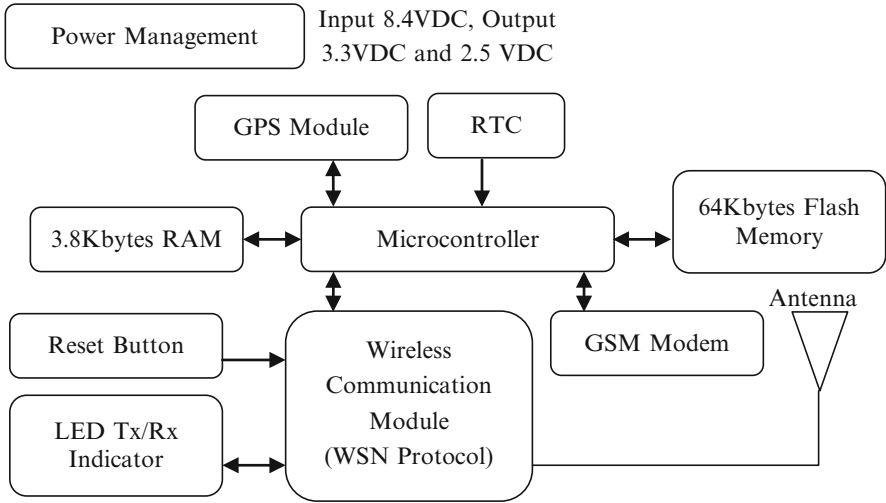 Power Management
Input 8.4VDC, Output
3.3VDC and 2.5 VDC
GPS Module
RTC
3.8Kbytes RAM
Microcontroller
64Kbytes Flash
Memory
Antenna
Reset Button
Wireless
Communication
Module
(WSN Protocol)
GSM Modem
LED Tx/Rx
Indicator